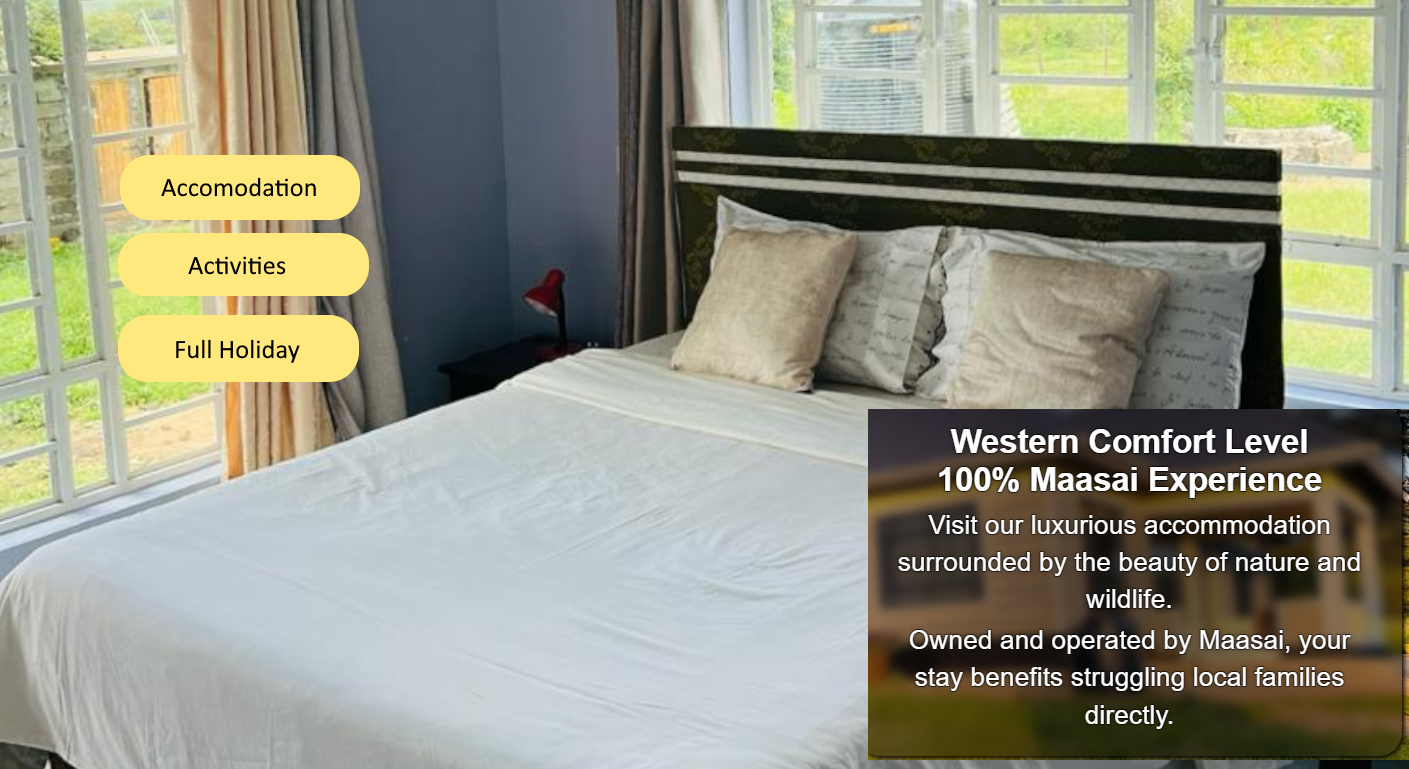 Accomodation
Activities
Full Holiday
Western Comfort Level
100% Maasai Experience
Visit our luxurious accommodation
surrounded by the beauty of nature and
wildlife.
Owned and operated by Maasai, your
stay benefits struggling local families
directly.